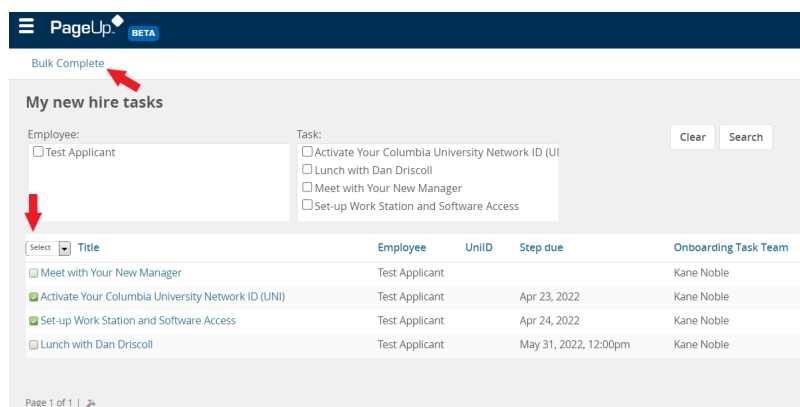 PageUp. BETA
Bulk Complete
My new hire tasks
Employee:
Test Applicant
Task:
Activate Your Columbia University Network ID (UI
Lunch with Dan Driscoll
Meet with Your New Manager
Set-up Work Station and Software Access
Clear Search
Select Title Employee UniID Step due Onboarding Task Team
Meet with Your New Manager Test Applicant Kane Noble
Activate Your Columbia University Network ID (UNI) Test Applicant Apr 23, 2022 Kane Noble
Set-up Work Station and Software Access Test Applicant Apr 24, 2022 Kane Noble
Lunch with Dan Driscoll Test Applicant May 31, 2022, 12:00pm Kane Noble
Page 1 of 1 |